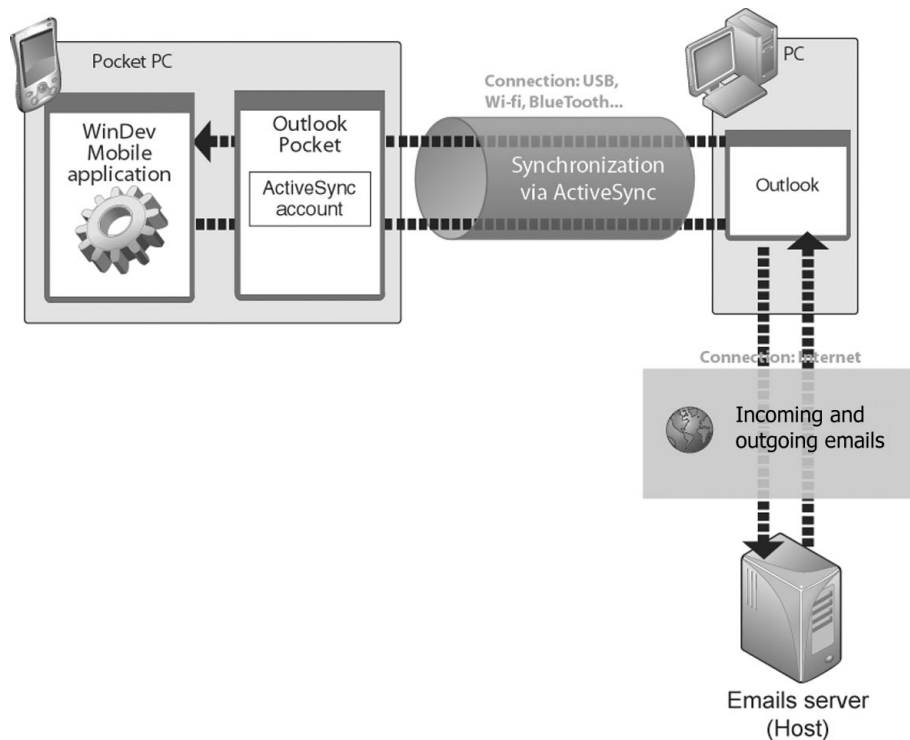 Pocket PC
WinDev
Mobile
application
Outlook
Pocket
ActiveSync
account
Connection: USB,
Wi-fi, BlueTooth...
Synchronization
via ActiveSync
PC
Outlook
Connection: Internet
Incoming and
outgoing emails
Emails server
(Host)